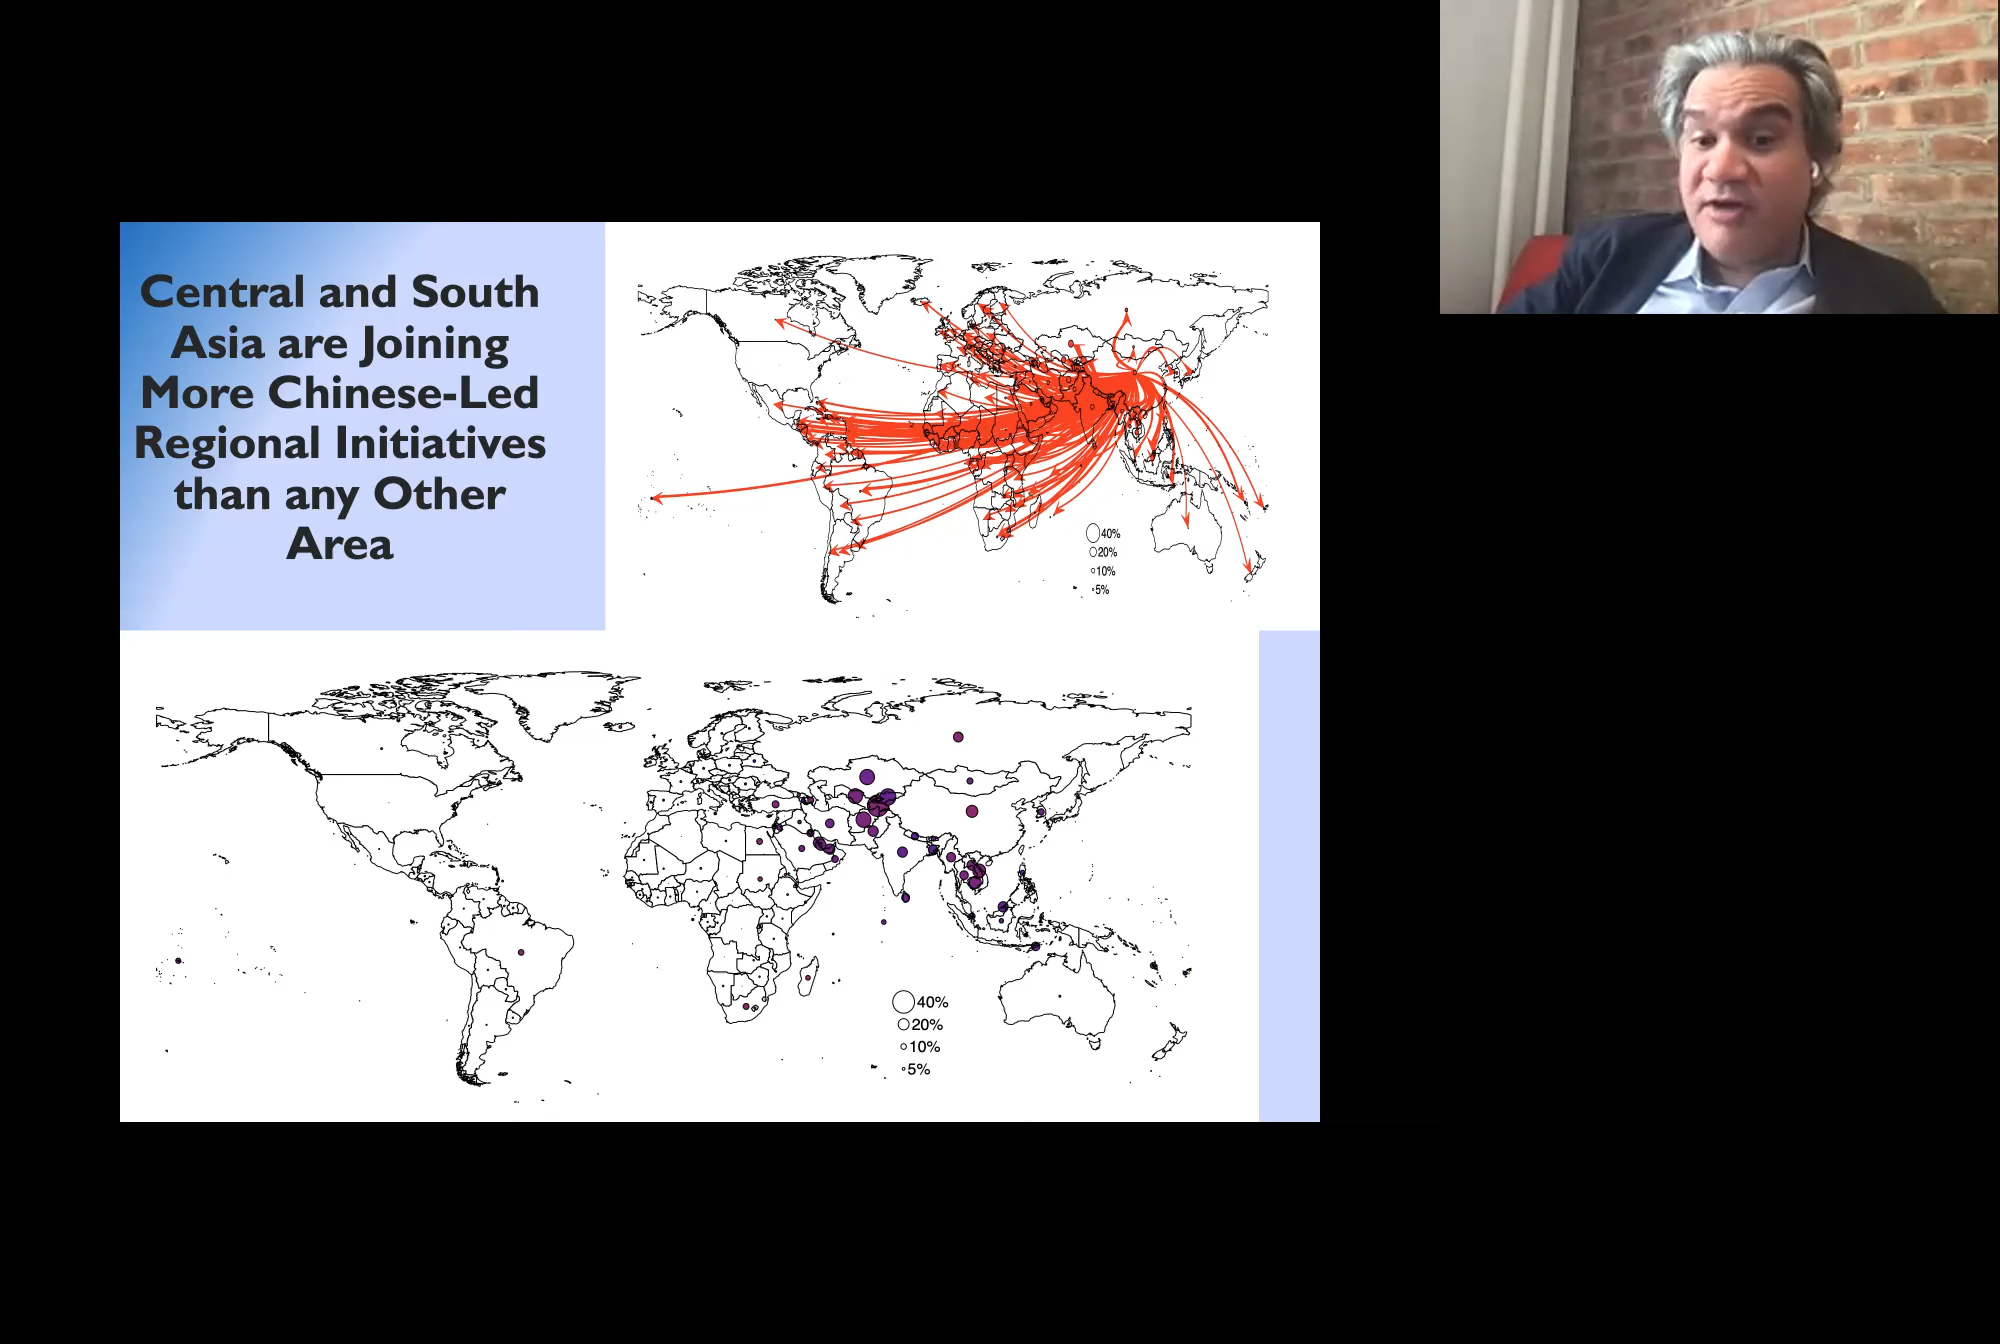 Central and South
Asia are Joining
More Chinese-Led
Regional Initiatives
than any Other
Area
40%
20%
10%
5%
40%
20%
10%
5%